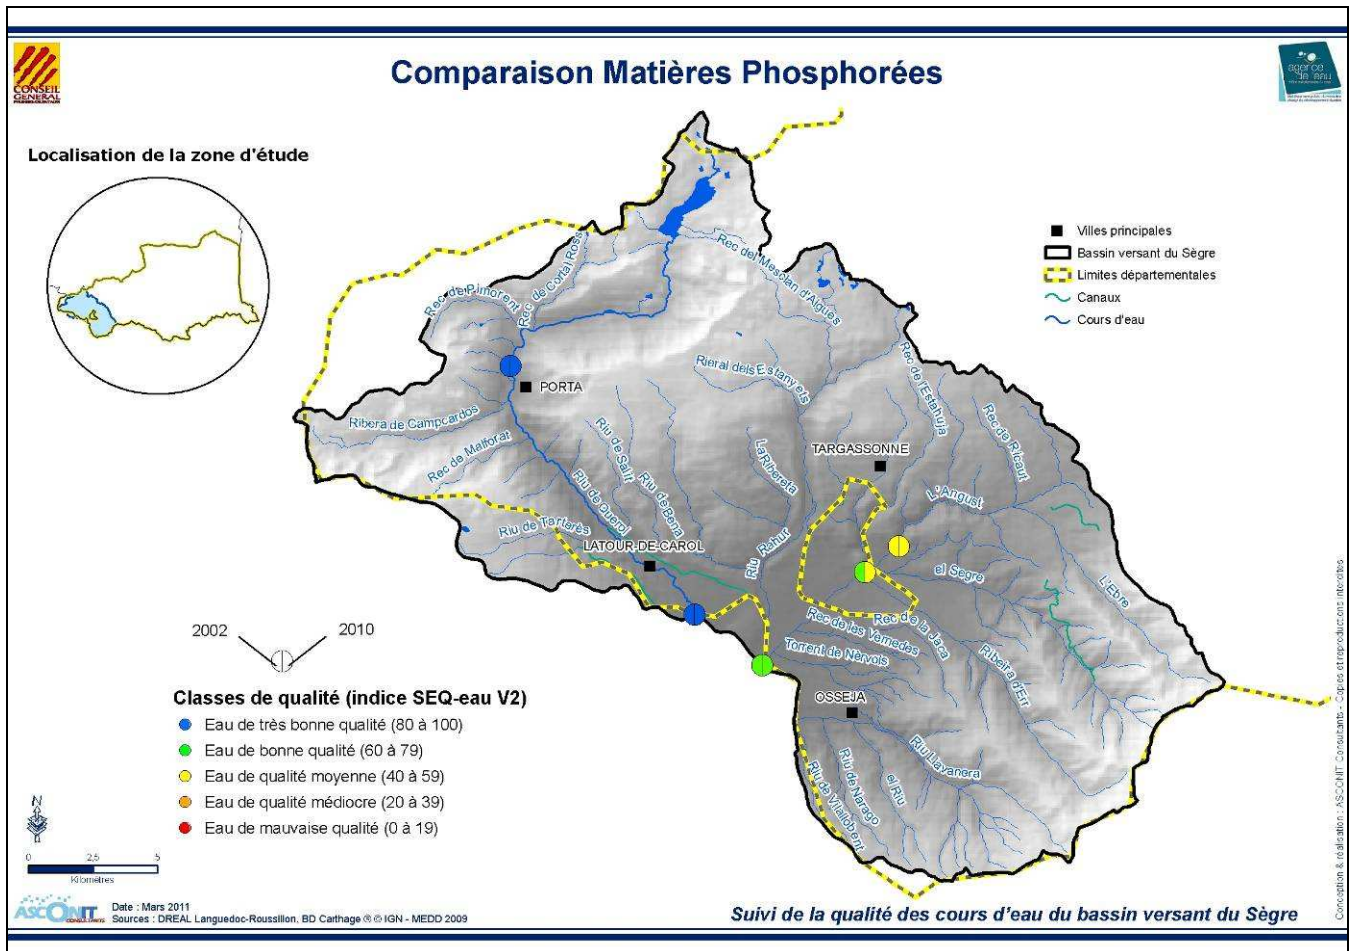 Comparaison Matières Phosphorées
CONSEIL
GENERAL
agence
de l'eau
Localisation de la zone d'étude
Villes principales
Bassin versant du Sègre
Limites départementales
Canaux
Cours d'eau
Rec del Mesclan d'Aigues
Rec de Cortal Ross
Rec de Pimorent
PORTA
Rieral dels Estanyets
Rec de l'Estahuja
Rec de Ricaut
Ribera de Campcardos
Rec de Malforat
Riu de Salit
Riu de Bena
La Ribereta
TARGASSONNE
L'Angust
Riu de Querol
Riu de Tartarès
LATOUR-DE-CAROL
Riu Rahur
el Segre
L'Ebre
Rec de la Jaca
Rec de las Vernedes
Torrent de Nèrvols
Ribeira d'Err
OSSEJA
Riu Lavanera
el Riu
Riu de Narago
Riu de Vilallobent
2002
2010
Classes de qualité (indice SEQ-eau V2)
Eau de très bonne qualité (80 à 100)
Eau de bonne qualité (60 à 79)
Eau de qualité moyenne (40 à 59)
Eau de qualité médiocre (20 à 39)
Eau de mauvaise qualité (0 à 19)
N
0 2,5 5
Kilomètres
ASCONIT
CONSULTANTS
Date : Mars 2011
Sources : DREAL Languedoc-Roussillon, BD Carthage ® © IGN - MEDD 2009
Suivi de la qualité des cours d'eau du bassin versant du Sègre
Conception & réalisation : ASCONIT Consultants - Copies et reproductions interdites